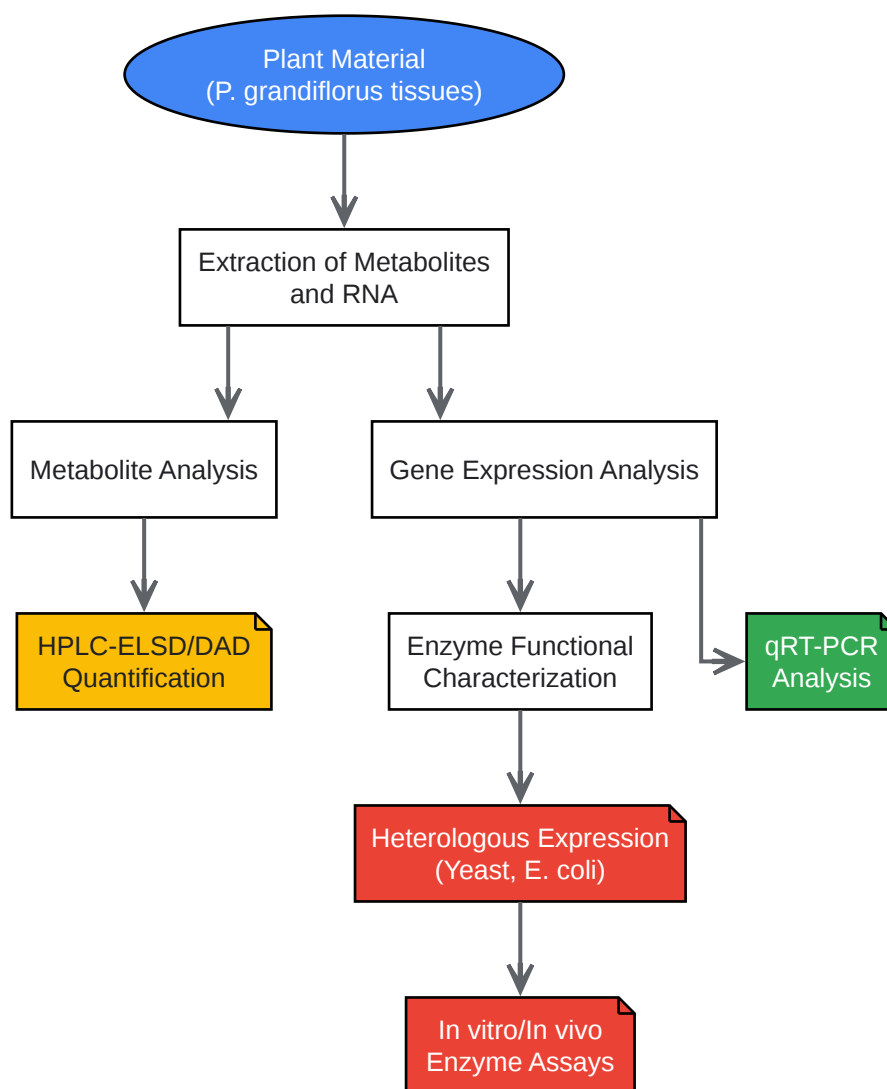 Plant Material
(P. grandiflorus tissues)
Extraction of Metabolites
and RNA
Metabolite Analysis
Gene Expression Analysis
HPLC-ELSD/DAD
Quantification
Enzyme Functional
Characterization
qRT-PCR
Analysis
Heterologous Expression
(Yeast, E. coli)
In vitro/In vivo
Enzyme Assays